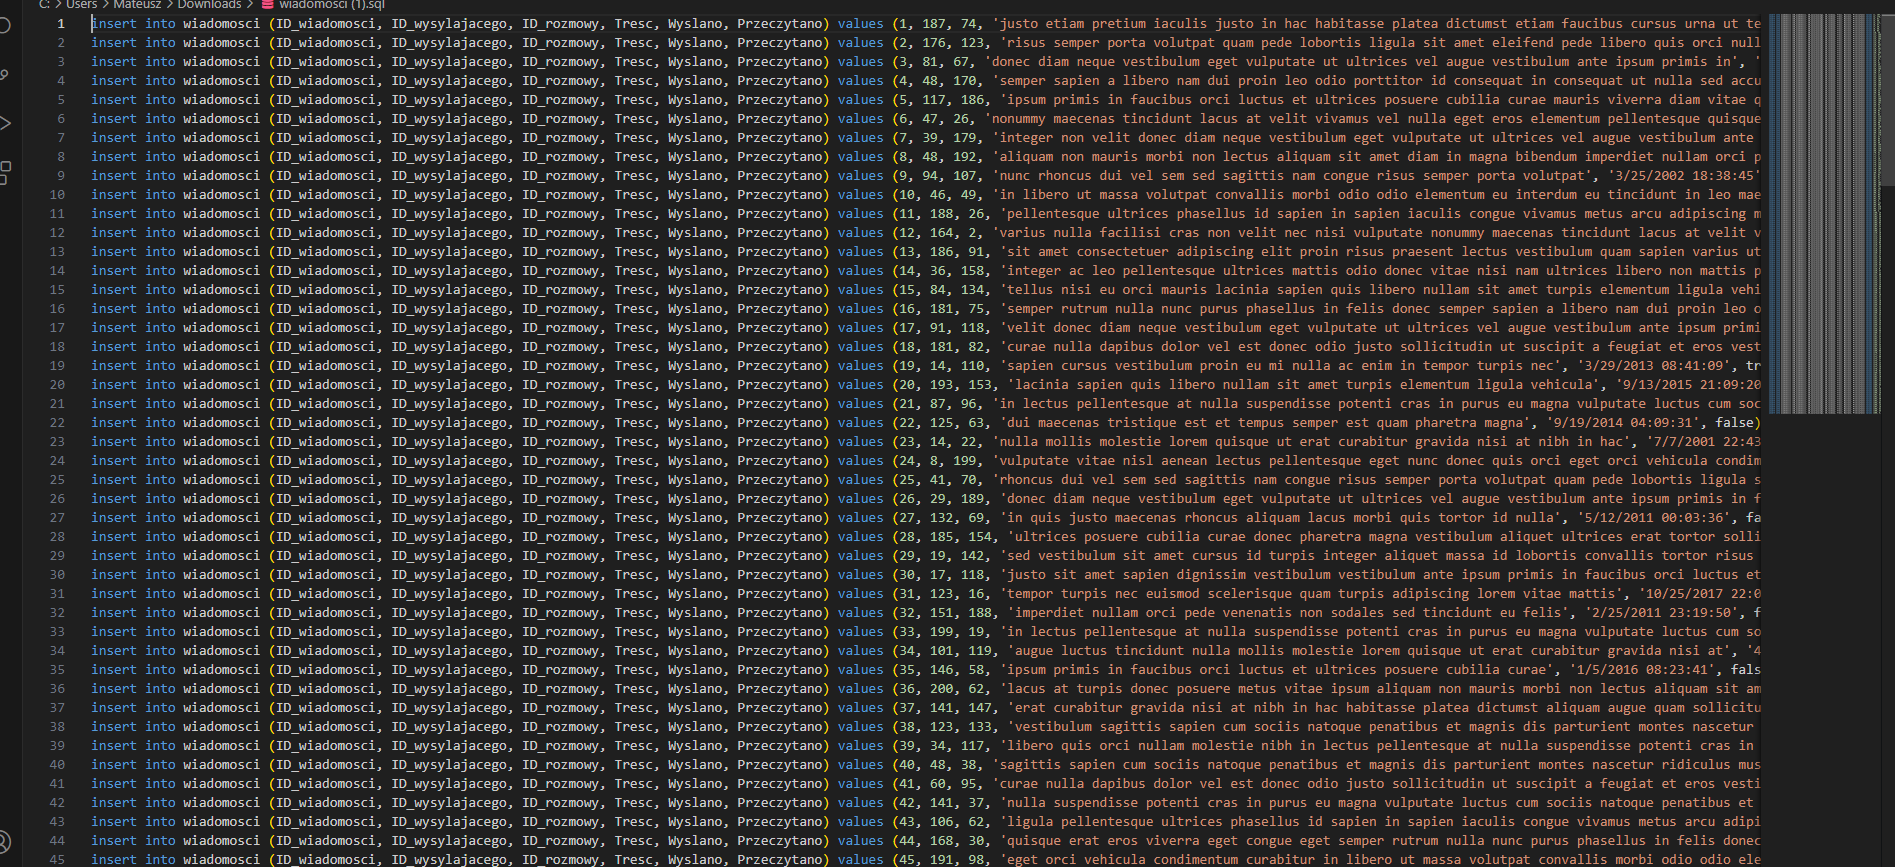 C: > Users > Mateusz > Downloads > wiadomosci (1).sql
1 insert into wiadomosci (ID_wiadomosci, ID_wysylajacego, ID_rozmowy, Tresc, Wyslano, Przeczytano) values (1, 187, 74, 'justo etiam pretium iaculis justo in hac habitasse platea dictumst etiam faucibus cursus urna ut te
2 insert into wiadomosci (ID_wiadomosci, ID_wysylajacego, ID_rozmowy, Tresc, Wyslano, Przeczytano) values (2, 176, 123, 'risus semper porta volutpat quam pede lobortis ligula sit amet eleifend pede libero quis orci null
3 insert into wiadomosci (ID_wiadomosci, ID_wysylajacego, ID_rozmowy, Tresc, Wyslano, Przeczytano) values (3, 81, 67, 'donec diam neque vestibulum eget vulputate ut ultrices vel augue vestibulum ante ipsum primis in', '
4 insert into wiadomosci (ID_wiadomosci, ID_wysylajacego, ID_rozmowy, Tresc, Wyslano, Przeczytano) values (4, 48, 170, 'semper sapien a libero nam dui proin leo odio porttitor id consequat in consequat ut nulla sed accu
5 insert into wiadomosci (ID_wiadomosci, ID_wysylajacego, ID_rozmowy, Tresc, Wyslano, Przeczytano) values (5, 117, 186, 'ipsum primis in faucibus orci luctus et ultrices posuere cubilia curae mauris viverra diam vitae q
6 insert into wiadomosci (ID_wiadomosci, ID_wysylajacego, ID_rozmowy, Tresc, Wyslano, Przeczytano) values (6, 47, 26, 'nonummy maecenas tincidunt lacus at velit vivamus vel nulla eget eros elementum pellentesque quisque
7 insert into wiadomosci (ID_wiadomosci, ID_wysylajacego, ID_rozmowy, Tresc, Wyslano, Przeczytano) values (7, 39, 179, 'integer non velit donec diam neque vestibulum eget vulputate ut ultrices vel augue vestibulum ante
8 insert into wiadomosci (ID_wiadomosci, ID_wysylajacego, ID_rozmowy, Tresc, Wyslano, Przeczytano) values (8, 48, 192, 'aliquam non mauris morbi non lectus aliquam sit amet diam in magna bibendum imperdiet nullam orci p
9 insert into wiadomosci (ID_wiadomosci, ID_wysylajacego, ID_rozmowy, Tresc, Wyslano, Przeczytano) values (9, 94, 107, 'nunc rhoncus dui vel sem sed sagittis nam congue risus semper porta volutpat', '3/25/2002 18:38:45'
10 insert into wiadomosci (ID_wiadomosci, ID_wysylajacego, ID_rozmowy, Tresc, Wyslano, Przeczytano) values (10, 46, 49, 'in libero ut massa volutpat convallis morbi odio odio elementum eu interdum eu tincidunt in leo mae
11 insert into wiadomosci (ID_wiadomosci, ID_wysylajacego, ID_rozmowy, Tresc, Wyslano, Przeczytano) values (11, 188, 26, 'pellentesque ultrices phasellus id sapien in sapien iaculis congue vivamus metus arcu adipiscing m
12 insert into wiadomosci (ID_wiadomosci, ID_wysylajacego, ID_rozmowy, Tresc, Wyslano, Przeczytano) values (12, 164, 2, 'varius nulla facilisi cras non velit nec nisi vulputate nonummy maecenas tincidunt lacus at velit v
13 insert into wiadomosci (ID_wiadomosci, ID_wysylajacego, ID_rozmowy, Tresc, Wyslano, Przeczytano) values (13, 186, 91, 'sit amet consectetuer adipiscing elit proin risus praesent lectus vestibulum quam sapien varius ut
14 insert into wiadomosci (ID_wiadomosci, ID_wysylajacego, ID_rozmowy, Tresc, Wyslano, Przeczytano) values (14, 36, 158, 'integer ac leo pellentesque ultrices mattis odio donec vitae nisi nam ultrices libero non mattis p
15 insert into wiadomosci (ID_wiadomosci, ID_wysylajacego, ID_rozmowy, Tresc, Wyslano, Przeczytano) values (15, 84, 134, 'tellus nisi eu orci mauris lacinia sapien quis libero nullam sit amet turpis elementum ligula vehi
16 insert into wiadomosci (ID_wiadomosci, ID_wysylajacego, ID_rozmowy, Tresc, Wyslano, Przeczytano) values (16, 181, 75, 'semper rutrum nulla nunc purus phasellus in felis donec semper sapien a libero nam dui proin leo o
17 insert into wiadomosci (ID_wiadomosci, ID_wysylajacego, ID_rozmowy, Tresc, Wyslano, Przeczytano) values (17, 91, 118, 'velit donec diam neque vestibulum eget vulputate ut ultrices vel augue vestibulum ante ipsum primi
18 insert into wiadomosci (ID_wiadomosci, ID_wysylajacego, ID_rozmowy, Tresc, Wyslano, Przeczytano) values (18, 181, 82, 'curae nulla dapibus dolor vel est donec odio justo sollicitudin ut suscipit a feugiat et eros vest
19 insert into wiadomosci (ID_wiadomosci, ID_wysylajacego, ID_rozmowy, Tresc, Wyslano, Przeczytano) values (19, 14, 110, 'sapien cursus vestibulum proin eu mi nulla ac enim in tempor turpis nec', '3/29/2013 08:41:09', tr
20 insert into wiadomosci (ID_wiadomosci, ID_wysylajacego, ID_rozmowy, Tresc, Wyslano, Przeczytano) values (20, 193, 153, 'lacinia sapien quis libero nullam sit amet turpis elementum ligula vehicula', '9/13/2015 21:09:20
21 insert into wiadomosci (ID_wiadomosci, ID_wysylajacego, ID_rozmowy, Tresc, Wyslano, Przeczytano) values (21, 87, 96, 'in lectus pellentesque at nulla suspendisse potenti cras in purus eu magna vulputate luctus cum soc
22 insert into wiadomosci (ID_wiadomosci, ID_wysylajacego, ID_rozmowy, Tresc, Wyslano, Przeczytano) values (22, 125, 63, 'dui maecenas tristique est et tempus semper est quam pharetra magna', '9/19/2014 04:09:31', false)
23 insert into wiadomosci (ID_wiadomosci, ID_wysylajacego, ID_rozmowy, Tresc, Wyslano, Przeczytano) values (23, 14, 22, 'nulla mollis molestie lorem quisque ut erat curabitur gravida nisi at nibh in hac', '7/7/2001 22:43
24 insert into wiadomosci (ID_wiadomosci, ID_wysylajacego, ID_rozmowy, Tresc, Wyslano, Przeczytano) values (24, 8, 199, 'vulputate vitae nisl aenean lectus pellentesque eget nunc donec quis orci eget orci vehicula condim
25 insert into wiadomosci (ID_wiadomosci, ID_wysylajacego, ID_rozmowy, Tresc, Wyslano, Przeczytano) values (25, 41, 70, 'rhoncus dui vel sem sed sagittis nam congue risus semper porta volutpat quam pede lobortis ligula s
26 insert into wiadomosci (ID_wiadomosci, ID_wysylajacego, ID_rozmowy, Tresc, Wyslano, Przeczytano) values (26, 29, 189, 'donec diam neque vestibulum eget vulputate ut ultrices vel augue vestibulum ante ipsum primis in f
27 insert into wiadomosci (ID_wiadomosci, ID_wysylajacego, ID_rozmowy, Tresc, Wyslano, Przeczytano) values (27, 132, 69, 'in quis justo maecenas rhoncus aliquam lacus morbi quis tortor id nulla', '5/12/2011 00:03:36', fa
28 insert into wiadomosci (ID_wiadomosci, ID_wysylajacego, ID_rozmowy, Tresc, Wyslano, Przeczytano) values (28, 185, 154, 'ultrices posuere cubilia curae donec pharetra magna vestibulum aliquet ultrices erat tortor solli
29 insert into wiadomosci (ID_wiadomosci, ID_wysylajacego, ID_rozmowy, Tresc, Wyslano, Przeczytano) values (29, 19, 142, 'sed vestibulum sit amet cursus id turpis integer aliquet massa id lobortis convallis tortor risus
30 insert into wiadomosci (ID_wiadomosci, ID_wysylajacego, ID_rozmowy, Tresc, Wyslano, Przeczytano) values (30, 17, 118, 'justo sit amet sapien dignissim vestibulum vestibulum ante ipsum primis in faucibus orci luctus et
31 insert into wiadomosci (ID_wiadomosci, ID_wysylajacego, ID_rozmowy, Tresc, Wyslano, Przeczytano) values (31, 123, 16, 'tempor turpis nec euismod scelerisque quam turpis adipiscing lorem vitae mattis', '10/25/2017 22:0
32 insert into wiadomosci (ID_wiadomosci, ID_wysylajacego, ID_rozmowy, Tresc, Wyslano, Przeczytano) values (32, 151, 188, 'imperdiet nullam orci pede venenatis non sodales sed tincidunt eu felis', '2/25/2011 23:19:50', f
33 insert into wiadomosci (ID_wiadomosci, ID_wysylajacego, ID_rozmowy, Tresc, Wyslano, Przeczytano) values (33, 199, 19, 'in lectus pellentesque at nulla suspendisse potenti cras in purus eu magna vulputate luctus cum so
34 insert into wiadomosci (ID_wiadomosci, ID_wysylajacego, ID_rozmowy, Tresc, Wyslano, Przeczytano) values (34, 101, 119, 'augue luctus tincidunt nulla mollis molestie lorem quisque ut erat curabitur gravida nisi at', '4
35 insert into wiadomosci (ID_wiadomosci, ID_wysylajacego, ID_rozmowy, Tresc, Wyslano, Przeczytano) values (35, 146, 58, 'ipsum primis in faucibus orci luctus et ultrices posuere cubilia curae', '1/5/2016 08:23:41', fals
36 insert into wiadomosci (ID_wiadomosci, ID_wysylajacego, ID_rozmowy, Tresc, Wyslano, Przeczytano) values (36, 200, 62, 'lacus at turpis donec posuere metus vitae ipsum aliquam non mauris morbi non lectus aliquam sit am
37 insert into wiadomosci (ID_wiadomosci, ID_wysylajacego, ID_rozmowy, Tresc, Wyslano, Przeczytano) values (37, 141, 147, 'erat curabitur gravida nisi at nibh in hac habitasse platea dictumst aliquam augue quam sollicitu
38 insert into wiadomosci (ID_wiadomosci, ID_wysylajacego, ID_rozmowy, Tresc, Wyslano, Przeczytano) values (38, 123, 133, 'vestibulum sagittis sapien cum sociis natoque penatibus et magnis dis parturient montes nascetur
39 insert into wiadomosci (ID_wiadomosci, ID_wysylajacego, ID_rozmowy, Tresc, Wyslano, Przeczytano) values (39, 34, 117, 'libero quis orci nullam molestie nibh in lectus pellentesque at nulla suspendisse potenti cras in
40 insert into wiadomosci (ID_wiadomosci, ID_wysylajacego, ID_rozmowy, Tresc, Wyslano, Przeczytano) values (40, 48, 38, 'sagittis sapien cum sociis natoque penatibus et magnis dis parturient montes nascetur ridiculus mus
41 insert into wiadomosci (ID_wiadomosci, ID_wysylajacego, ID_rozmowy, Tresc, Wyslano, Przeczytano) values (41, 60, 95, 'curae nulla dapibus dolor vel est donec odio justo sollicitudin ut suscipit a feugiat et eros vesti
42 insert into wiadomosci (ID_wiadomosci, ID_wysylajacego, ID_rozmowy, Tresc, Wyslano, Przeczytano) values (42, 141, 37, 'nulla suspendisse potenti cras in purus eu magna vulputate luctus cum sociis natoque penatibus et
43 insert into wiadomosci (ID_wiadomosci, ID_wysylajacego, ID_rozmowy, Tresc, Wyslano, Przeczytano) values (43, 106, 62, 'ligula pellentesque ultrices phasellus id sapien in sapien iaculis congue vivamus metus arcu adipi
44 insert into wiadomosci (ID_wiadomosci, ID_wysylajacego, ID_rozmowy, Tresc, Wyslano, Przeczytano) values (44, 168, 30, 'quisque erat eros viverra eget congue eget semper rutrum nulla nunc purus phasellus in felis donec
45 insert into wiadomosci (ID_wiadomosci, ID_wysylajacego, ID_rozmowy, Tresc, Wyslano, Przeczytano) values (45, 191, 98, 'eget orci vehicula condimentum curabitur in libero ut massa volutpat convallis morbi odio odio ele